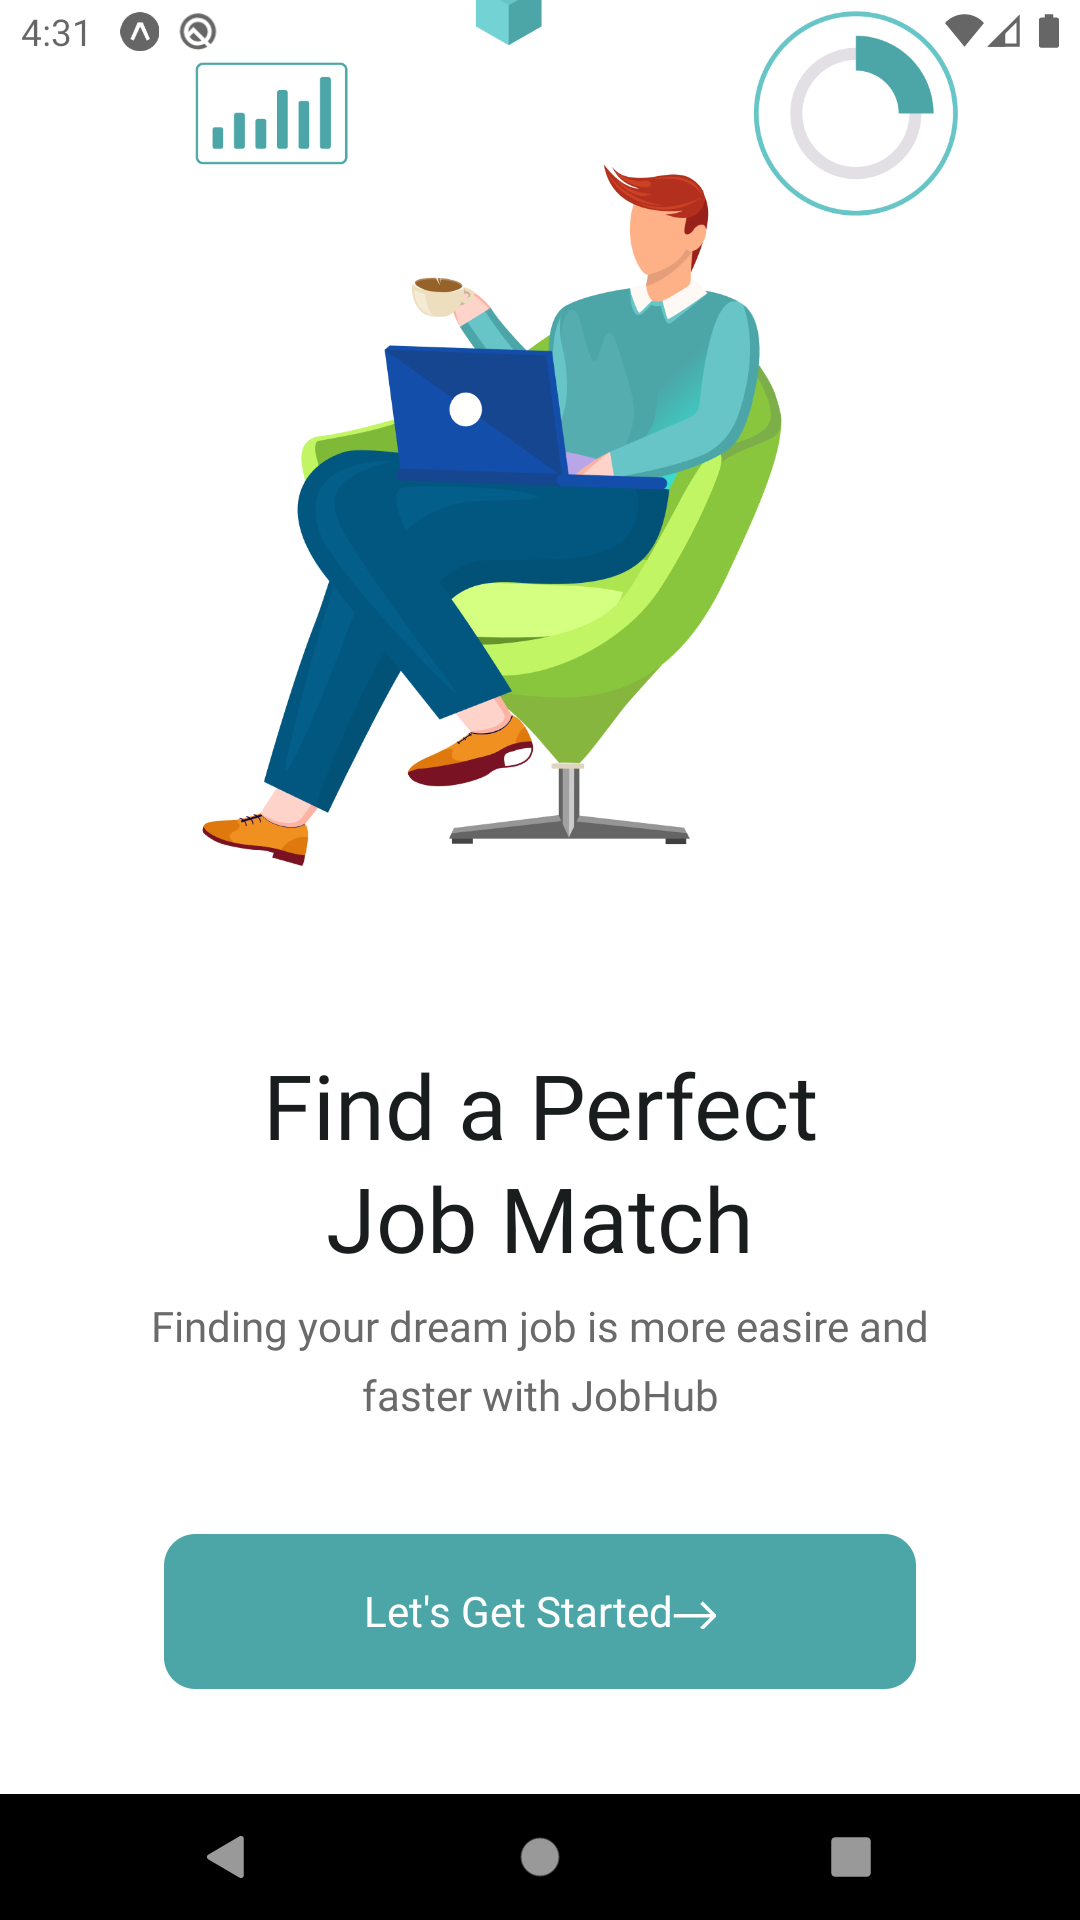 4:31
Find a Perfect
Job Match
Finding your dream job is more easire and
faster with JobHub
Let's Get Started→